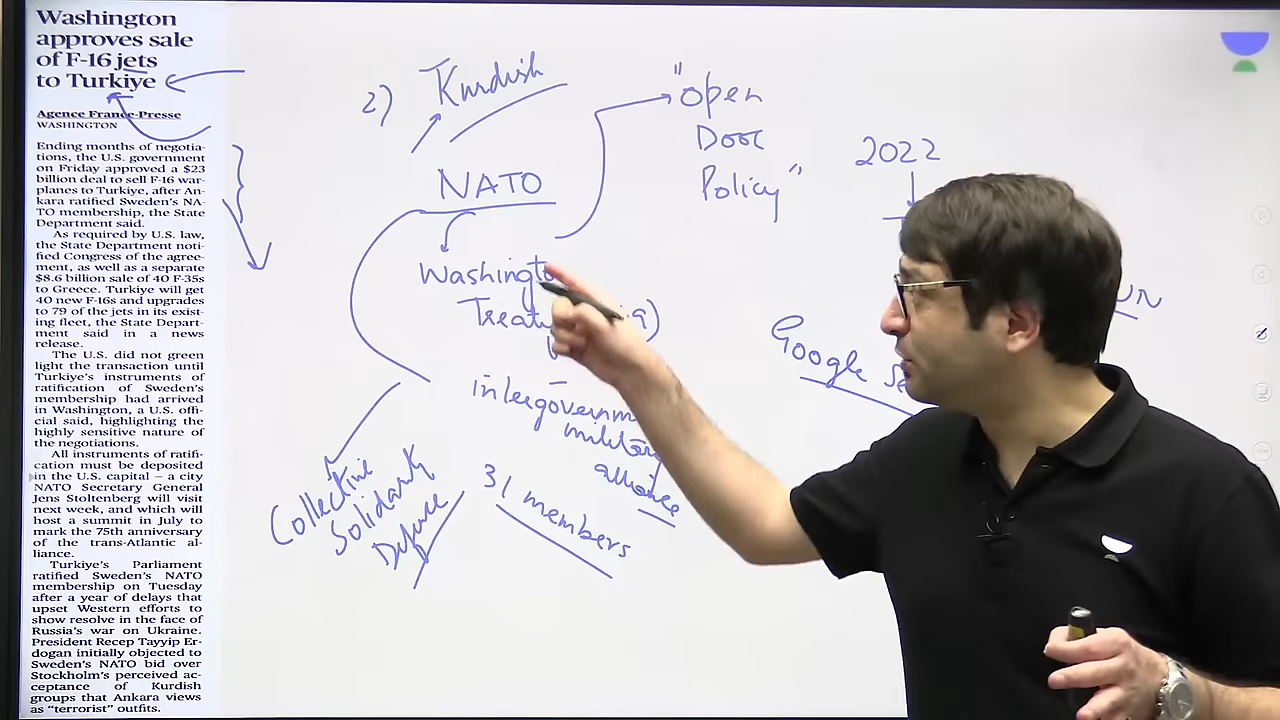 Washington
approves sale
of F-16 jets
to Turkiye
Agence France-Presse
WASHINGTON
Ending months of negotia-
tions, the U.S. government
on Friday approved a $23
billion deal to sell F-16 war-
planes to Turkiye, after An-
kara ratified Sweden's NA-
TO membership, the State
Department said.
As required by U.S. law,
the State Department noti-
fied Congress of the agree-
ment, as well as a separate
$8.6 billion sale of 40 F-35s
to Greece. Turkiye will get
40 new F-16s and upgrades
to 79 of the jets in its exist-
ing fleet, the State Depart-
ment said in a news
release.
The U.S. did not green
light the transaction until
Turkiye's instruments of
ratification of Sweden's
membership had arrived
in Washington, a U.S. offi-
cial said, highlighting the
highly sensitive nature of
the negotiations.
All instruments of ratifi-
cation must be deposited
in the U.S. capital – a city
NATO Secretary General
Jens Stoltenberg will visit
next week, and which will
host a summit in July to
mark the 75th anniversary
of the trans-Atlantic al-
liance.
Turkiye's Parliament
ratified Sweden's NATO
membership on Tuesday
after a year of delays that
upset Western efforts to
show resolve in the face of
Russia's war on Ukraine.
President Recep Tayyip Er-
dogan initially objected to
Sweden's NATO bid over
Stockholm's perceived ac-
ceptance of Kurdish
groups that Ankara views
as "terrorist" outfits.
2) Kurdish
NATO
Washingto
Treat
intergovernm
military
alliance
31 members
Collective
Solidarity
Defence
"Open
Door
Policy"
2022
Google Se